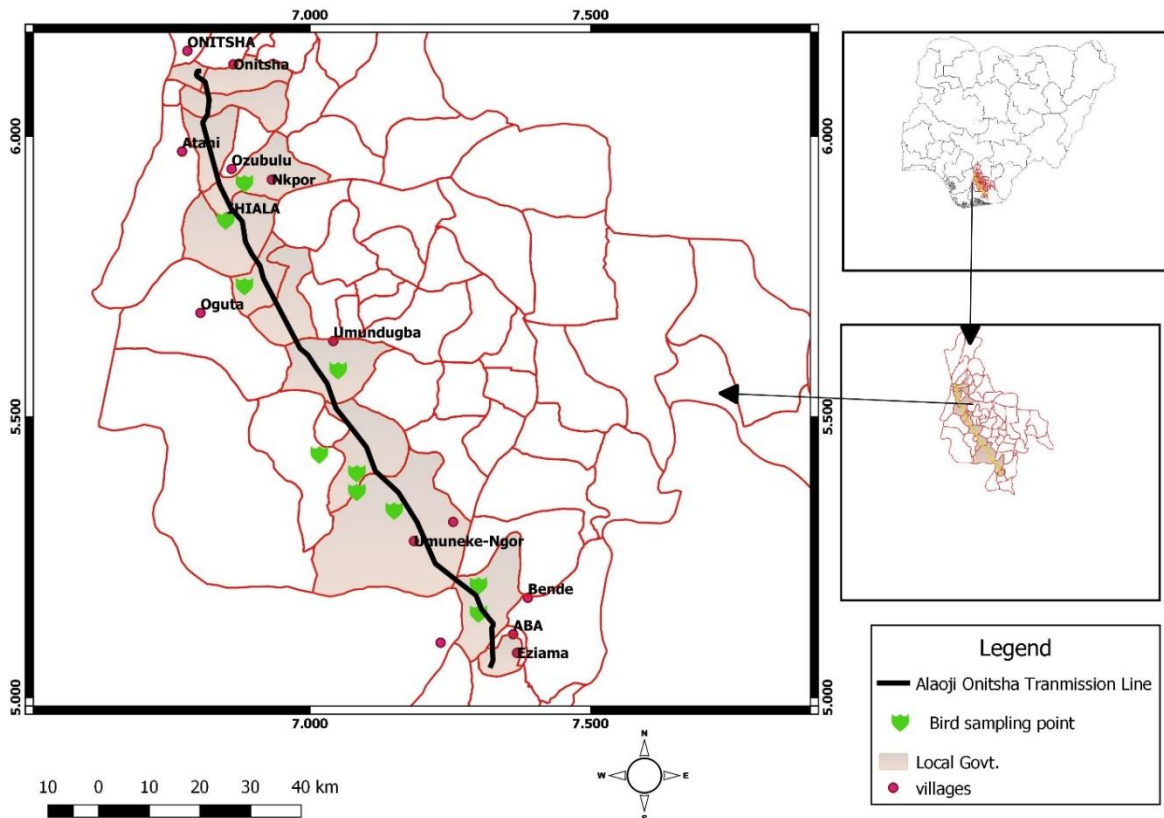 7.000 7.500
ONITSHA
Onitsha
6.000 6.000
Atani
Ozubulu
Nkpor
IHIALA
Oguta
Umundugba
5.500 5.500
Umuneke-Ngor
Bende
ABA
Eziama
5.000 5.000
7.000 7.500
10 0 10 20 30 40 km
N
W E
S
Legend
Alaoji Onitsha Tranmission Line
Bird sampling point
Local Govt.
villages